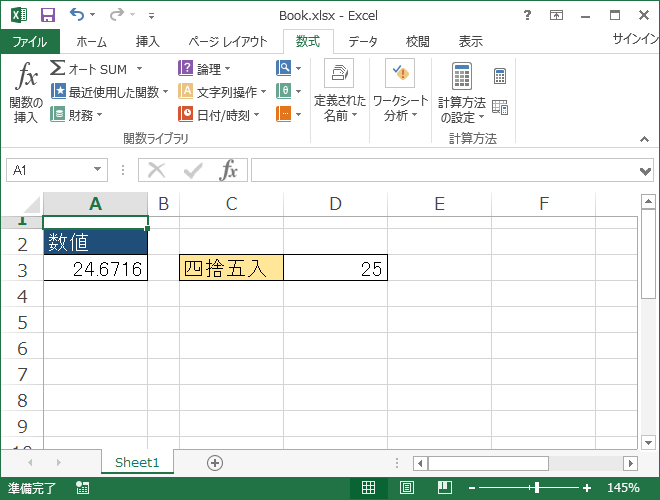 Book.xlsx - Excel
ファイル ホーム 挿入 ページ レイアウト 数式 データ 校閲 表示 サインイン
fx 関数の 挿入
Σ オート SUM
最近使用した関数
財務
? 論理
A 文字列操作
日付/時刻
θ
関数ライブラリ
定義された 名前
ワークシート 分析
計算方法 の設定
計算方法
A1 fx
A B C D E F
1
2 数値
3 24.6716 四捨五入 25
4
5
6
7
8
9
10
Sheet1
準備完了 145%